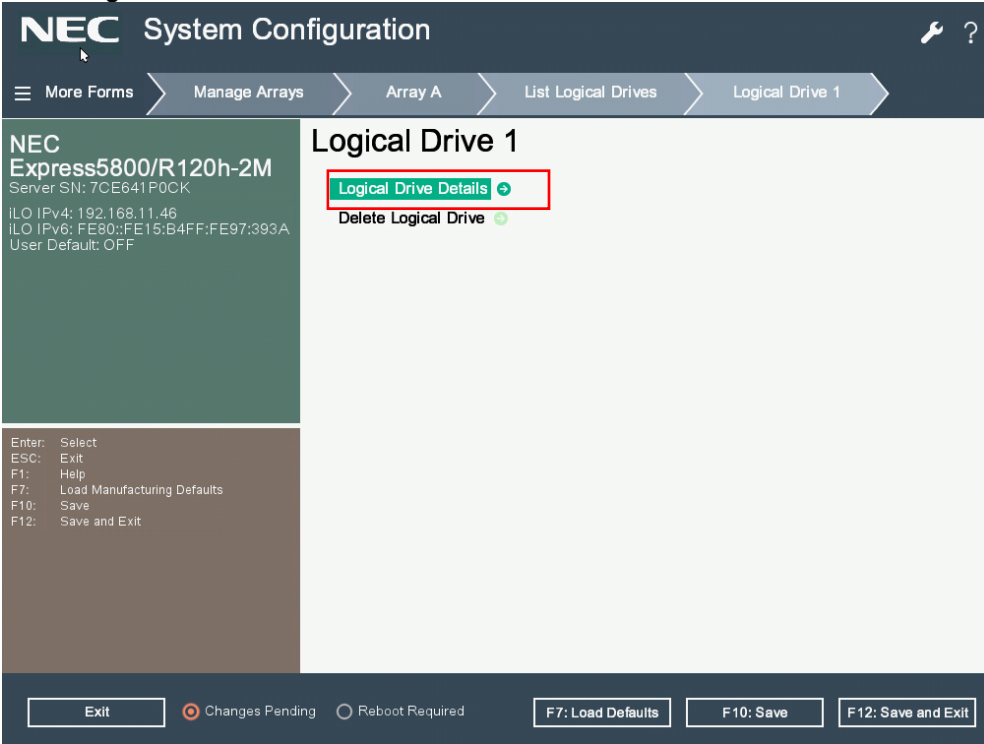 NEC System Configuration
?
More Forms
Manage Arrays
Array A
List Logical Drives
Logical Drive 1
NEC
Express5800/R120h-2M
Server SN: 7CE641P0CK
iLO IPv4: 192.168.11.46
iLO IPv6: FE80::FE15:B4FF:FE97:393A
User Default: OFF
Logical Drive 1
Logical Drive Details
Delete Logical Drive
Enter: Select
ESC: Exit
F1: Help
F7: Load Manufacturing Defaults
F10: Save
F12: Save and Exit
Exit
Changes Pending
Reboot Required
F7: Load Defaults
F10: Save
F12: Save and Exit